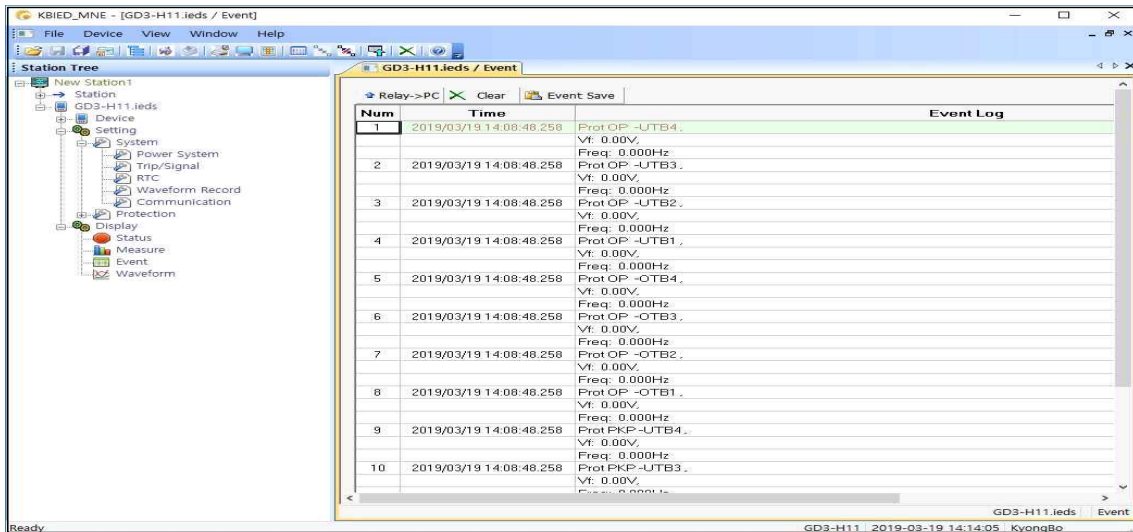 KBIED_MNE - [GD3-H11.ieds / Event]
File Device View Window Help
Station Tree
New Station1
Station
GD3-H11.ieds
Device
Setting
System
Power System
Trip/Signal
RTC
Waveform Record
Communication
Protection
Display
Status
Measure
Event
Waveform
GD3-H11.ieds / Event
Relay->PC Clear Event Save
Num Time Event Log
1 2019/03/19 14:08:48.258 Prot OP -UTB4,
Vf: 0.00V,
Freq: 0.000Hz
2 2019/03/19 14:08:48.258 Prot OP -UTB3,
Vf: 0.00V,
Freq: 0.000Hz
3 2019/03/19 14:08:48.258 Prot OP -UTB2,
Vf: 0.00V,
Freq: 0.000Hz
4 2019/03/19 14:08:48.258 Prot OP -UTB1,
Vf: 0.00V,
Freq: 0.000Hz
5 2019/03/19 14:08:48.258 Prot OP -OTB4,
Vf: 0.00V,
Freq: 0.000Hz
6 2019/03/19 14:08:48.258 Prot OP -OTB3,
Vf: 0.00V,
Freq: 0.000Hz
7 2019/03/19 14:08:48.258 Prot OP -OTB2,
Vf: 0.00V,
Freq: 0.000Hz
8 2019/03/19 14:08:48.258 Prot OP -OTB1,
Vf: 0.00V,
Freq: 0.000Hz
9 2019/03/19 14:08:48.258 Prot PKP-UTB4,
Vf: 0.00V,
Freq: 0.000Hz
10 2019/03/19 14:08:48.258 Prot PKP-UTB3,
Vf: 0.00V,
GD3-H11.ieds Event
Ready GD3-H11 2019-03-19 14:14:05 KyongBo